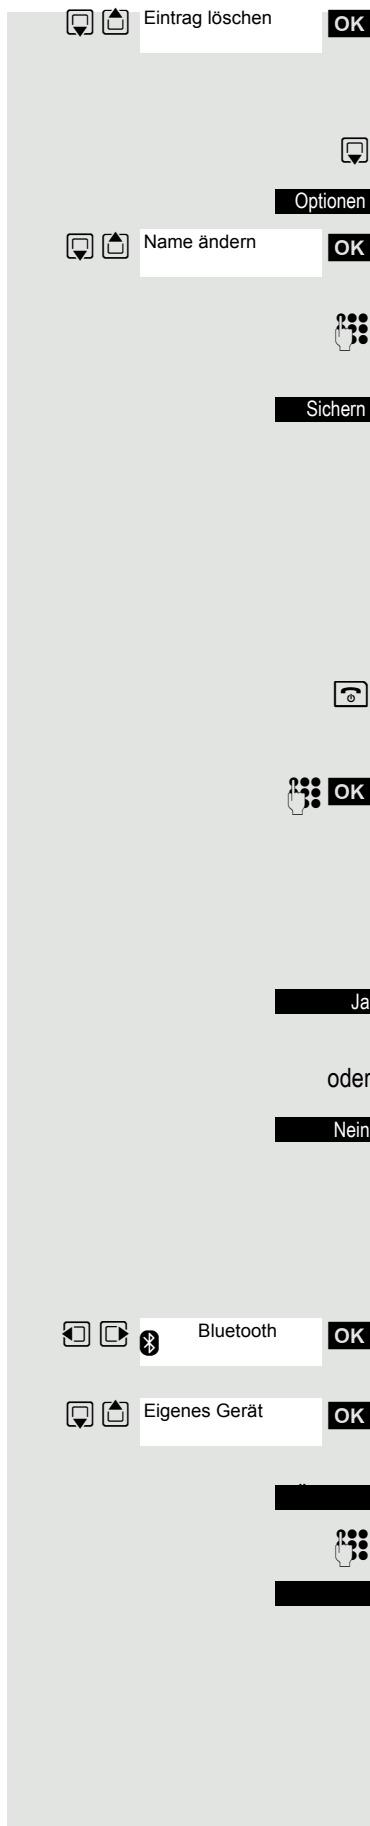 Eintrag löschen OK
Optionen
Name ändern OK
Sichern
OK
Ja
oder
Nein
Bluetooth OK
Eigenes Gerät OK